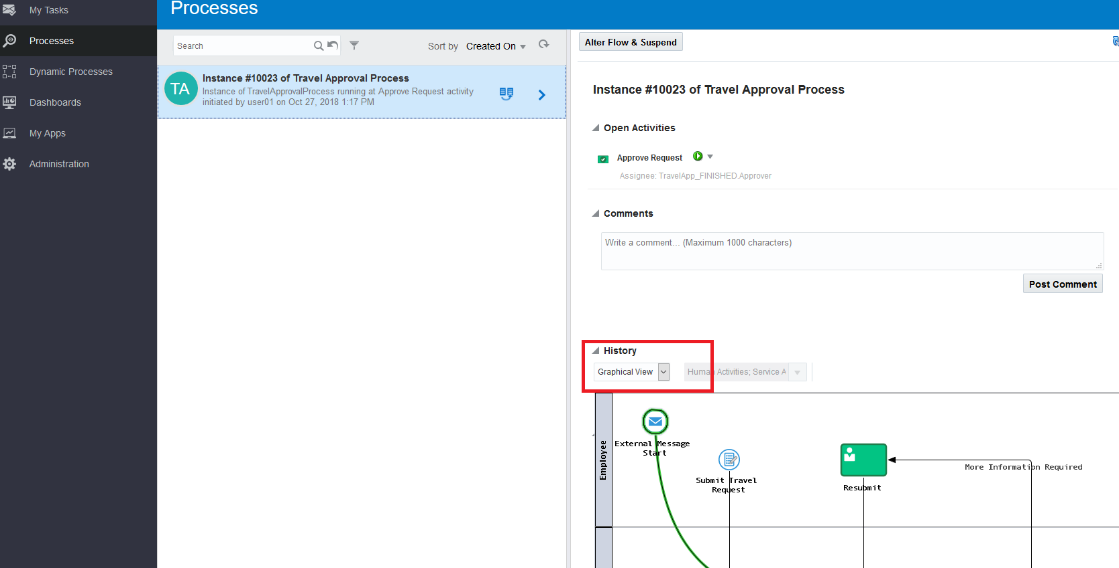 My Tasks
Processes
Dynamic Processes
Dashboards
My Apps
Administration
Processes
Search
Sort by Created On
TA
Instance #10023 of Travel Approval Process
Instance of TravelApprovalProcess running at Approve Request activity
initiated by user01 on Oct 27, 2018 1:17 PM
Alter Flow & Suspend
Instance #10023 of Travel Approval Process
Open Activities
Approve Request
Assignee: TravelApp_FINISHED.Approver
Comments
Write a comment... (Maximum 1000 characters)
Post Comment
History
Graphical View
Human Activities; Service A
Employee
External Message
Start
Submit Travel
Request
Resubmit
More Information Required